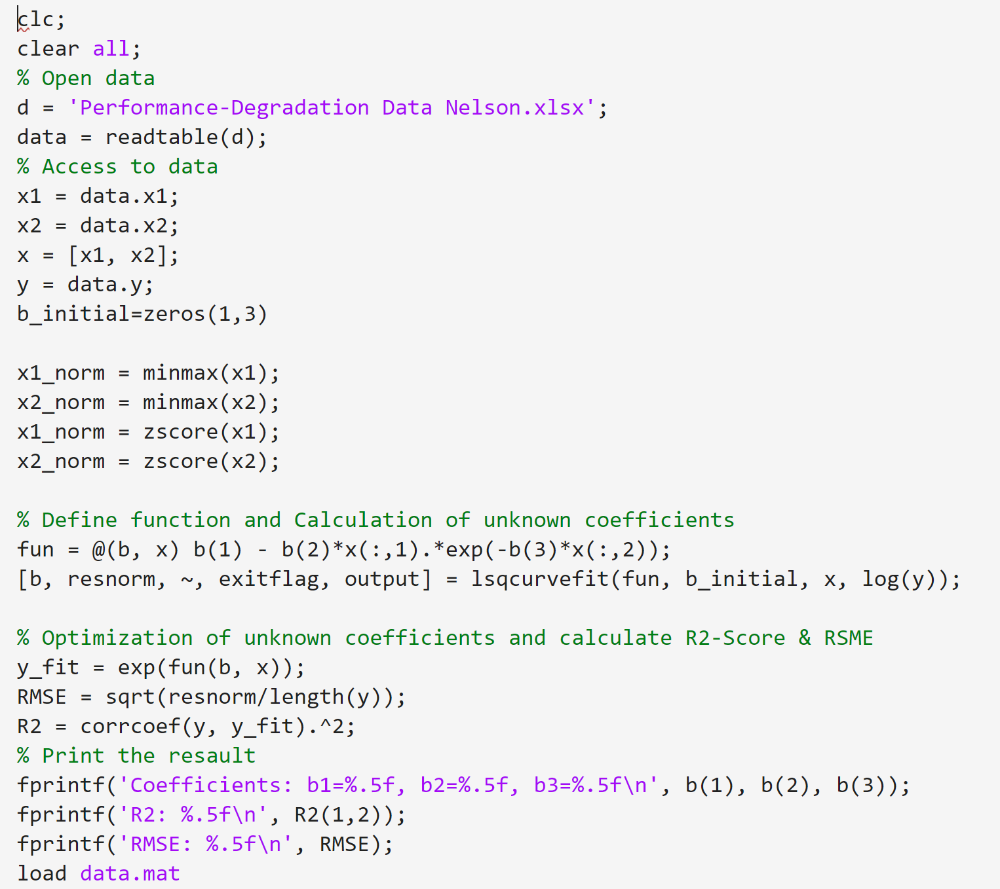 clc;
clear all;
% Open data
d = 'Performance-Degradation Data Nelson.xlsx';
data = readtable(d);
% Access to data
x1 = data.x1;
x2 = data.x2;
x = [x1, x2];
y = data.y;
b_initial=zeros(1,3)
x1_norm = minmax(x1);
x2_norm = minmax(x2);
x1_norm = zscore(x1);
x2_norm = zscore(x2);
% Define function and Calculation of unknown coefficients
fun = @(b, x) b(1) - b(2)*x(:,1).*exp(-b(3)*x(:,2));
[b, resnorm, ~, exitflag, output] = lsqcurvefit(fun, b_initial, x, log(y));
% Optimization of unknown coefficients and calculate R2-Score & RSME
y_fit = exp(fun(b, x));
RMSE = sqrt(resnorm/length(y));
R2 = corrcoef(y, y_fit).^2;
% Print the resault
fprintf('Coefficients: b1=%.5f, b2=%.5f, b3=%.5f\n', b(1), b(2), b(3));
fprintf('R2: %.5f\n', R2(1,2));
fprintf('RMSE: %.5f\n', RMSE);
load data.mat